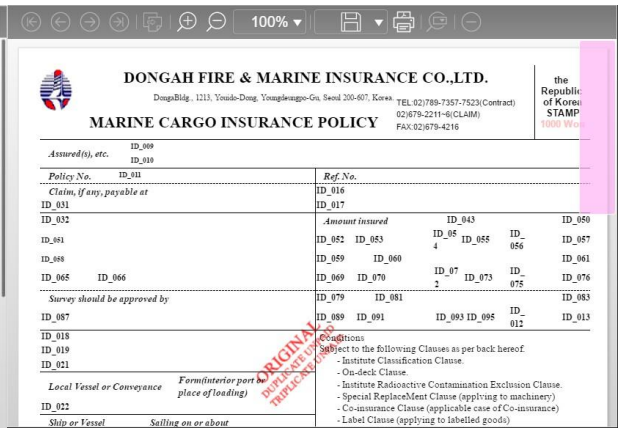 100%
DONGAH FIRE & MARINE INSURANCE CO.,LTD.
DongaBldg., 1213, Youido-Dong, Youngdeungpo-Gu, Seoul 200-607, Korea.
TEL:02)789-7357-7523(Contract)
02)679-2211~6(CLAIM)
FAX:02)679-4216
MARINE CARGO INSURANCE POLICY
the
Republic
of Korea
STAMP
1000 Won
Assured(s), etc.
ID_009
ID_010
Policy No. ID_011
Ref. No.
Claim, if any, payable at
ID_016
ID_031
ID_017
ID_032
Amount insured ID_043 ID_050
ID_051
ID_052 ID_053 ID_054 ID_055 ID_056 ID_057
ID_058
ID_059 ID_060 ID_061
ID_065 ID_066
ID_069 ID_070 ID_072 ID_073 ID_075 ID_076
Survey should be approved by
ID_079 ID_081 ID_083
ID_087
ID_089 ID_091 ID_093 ID_095 ID_012 ID_013
ID_018
ID_019
ID_021
ORIGINAL
DUPLICATE UNPAID
TRIPLICATE UNPAID
Conditions
Subject to the following Clauses as per back hereof.
- Institute Classification Clause.
- On-deck Clause.
- Institute Radioactive Contamination Exclusion Clause.
- Special ReplaceMent Clause (applying to machinery)
- Co-insurance Clause (applicable case of Co-insurance)
- Label Clause (applying to labelled goods)
Local Vessel or Conveyance
Form(interior port or
place of loading)
ID_022
Ship or Vessel Sailing on or about